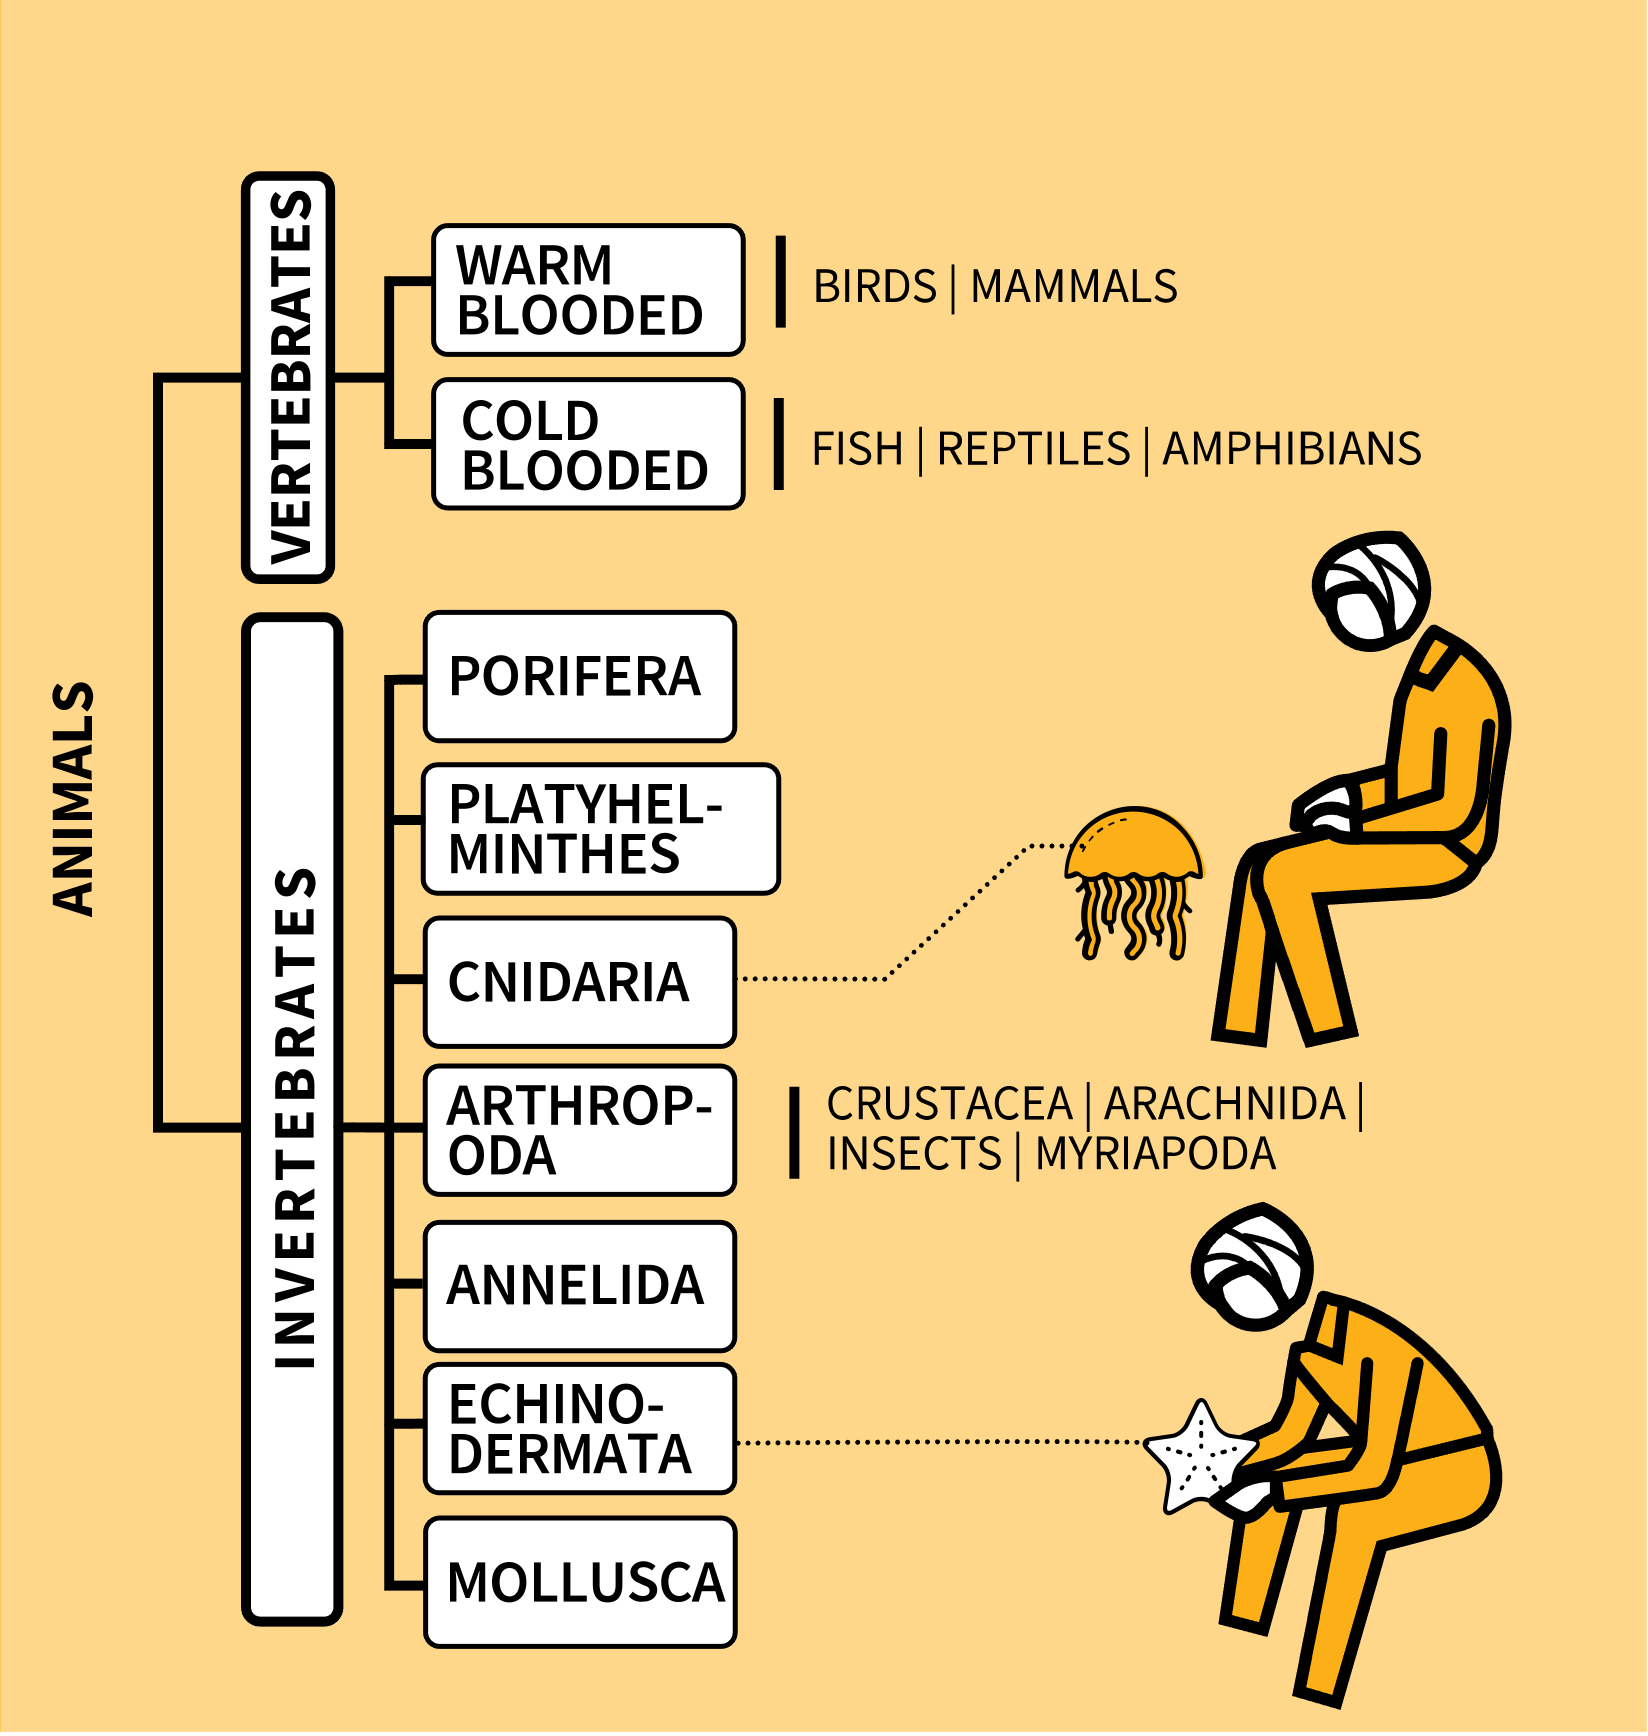 ANIMALS
VERTEBRATES
WARM
BLOODED
BIRDS | MAMMALS
COLD
BLOODED
FISH | REPTILES | AMPHIBIANS
INVERTEBRATES
PORIFERA
PLATYHEL-
MINTHES
CNIDARIA
ARTHROP-
ODA
CRUSTACEA | ARACHNIDA |
INSECTS | MYRIAPODA
ANNELIDA
ECHINO-
DERMATA
MOLLUSCA